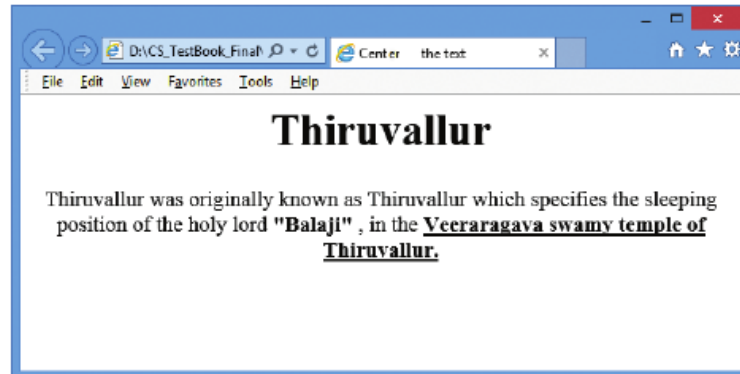 D:\CS_TestBook_Final\
Center the text
File Edit View Favorites Tools Help
Thiruvallur
Thiruvallur was originally known as Thiruvallur which specifies the sleeping
position of the holy lord "Balaji" , in the Veeraragava swamy temple of
Thiruvallur.